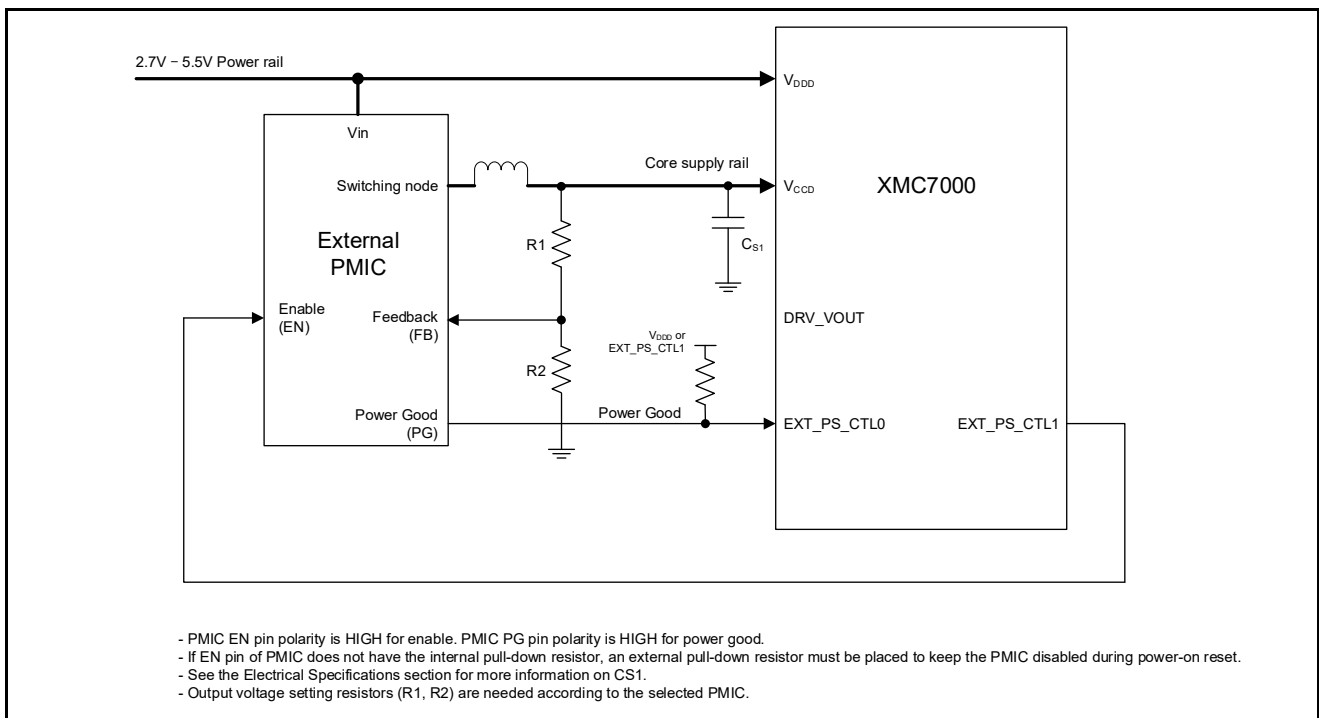 2.7V – 5.5V Power rail
Vin
VDDD
Switching node
Core supply rail
VCCD
XMC7000
External
PMIC
R1
CS1
Enable
(EN)
Feedback
(FB)
DRV_VOUT
VDDD or
EXT_PS_CTL1
R2
Power Good
(PG)
Power Good
EXT_PS_CTL0
EXT_PS_CTL1
- PMIC EN pin polarity is HIGH for enable. PMIC PG pin polarity is HIGH for power good.
- If EN pin of PMIC does not have the internal pull-down resistor, an external pull-down resistor must be placed to keep the PMIC disabled during power-on reset.
- See the Electrical Specifications section for more information on CS1.
- Output voltage setting resistors (R1, R2) are needed according to the selected PMIC.